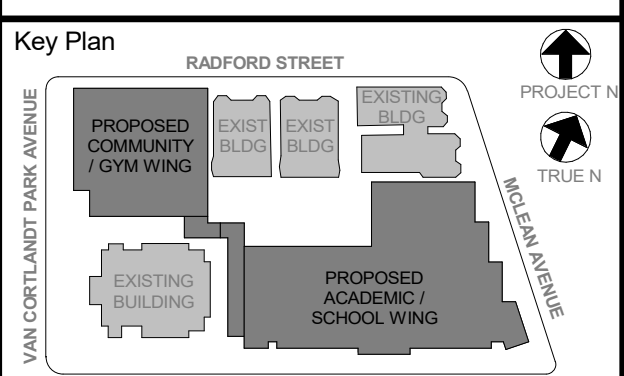 Key Plan
RADFORD STREET
PROJECT N
TRUE N
VAN CORTLANDT PARK AVENUE
PROPOSED
COMMUNITY
/ GYM WING
EXIST
BLDG
EXIST
BLDG
EXISTING
BLDG
MCLEAN AVENUE
EXISTING
BUILDING
PROPOSED
ACADEMIC /
SCHOOL WING